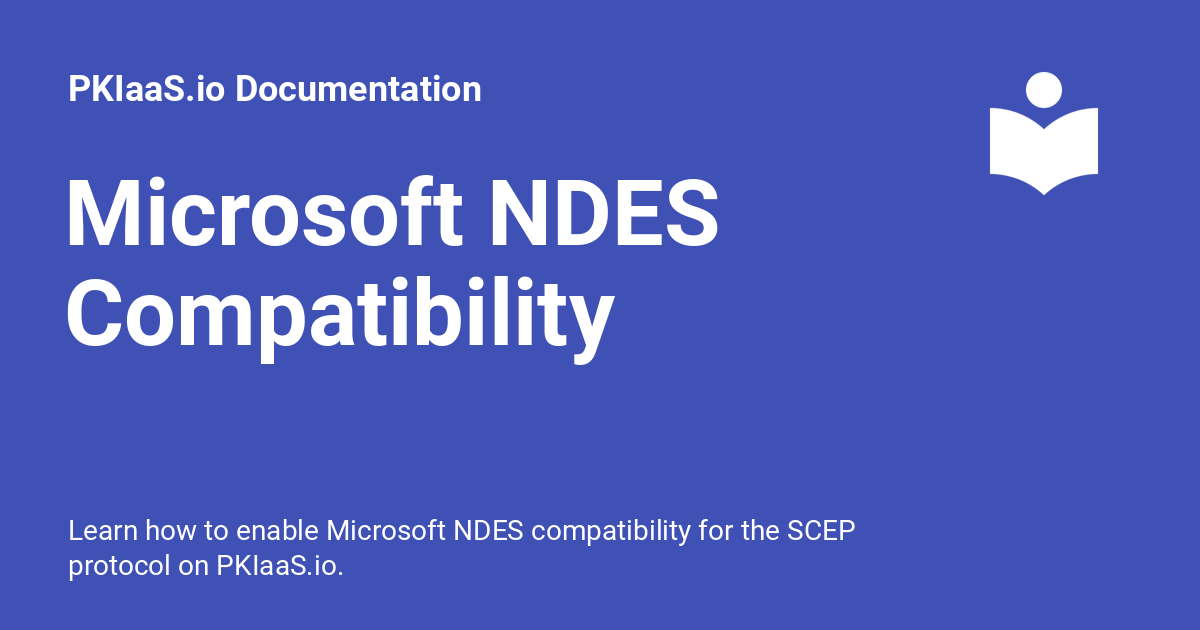 PKIaaS.io Documentation
Microsoft NDES
Compatibility
Learn how to enable Microsoft NDES compatibility for the SCEP
protocol on PKIaaS.io.